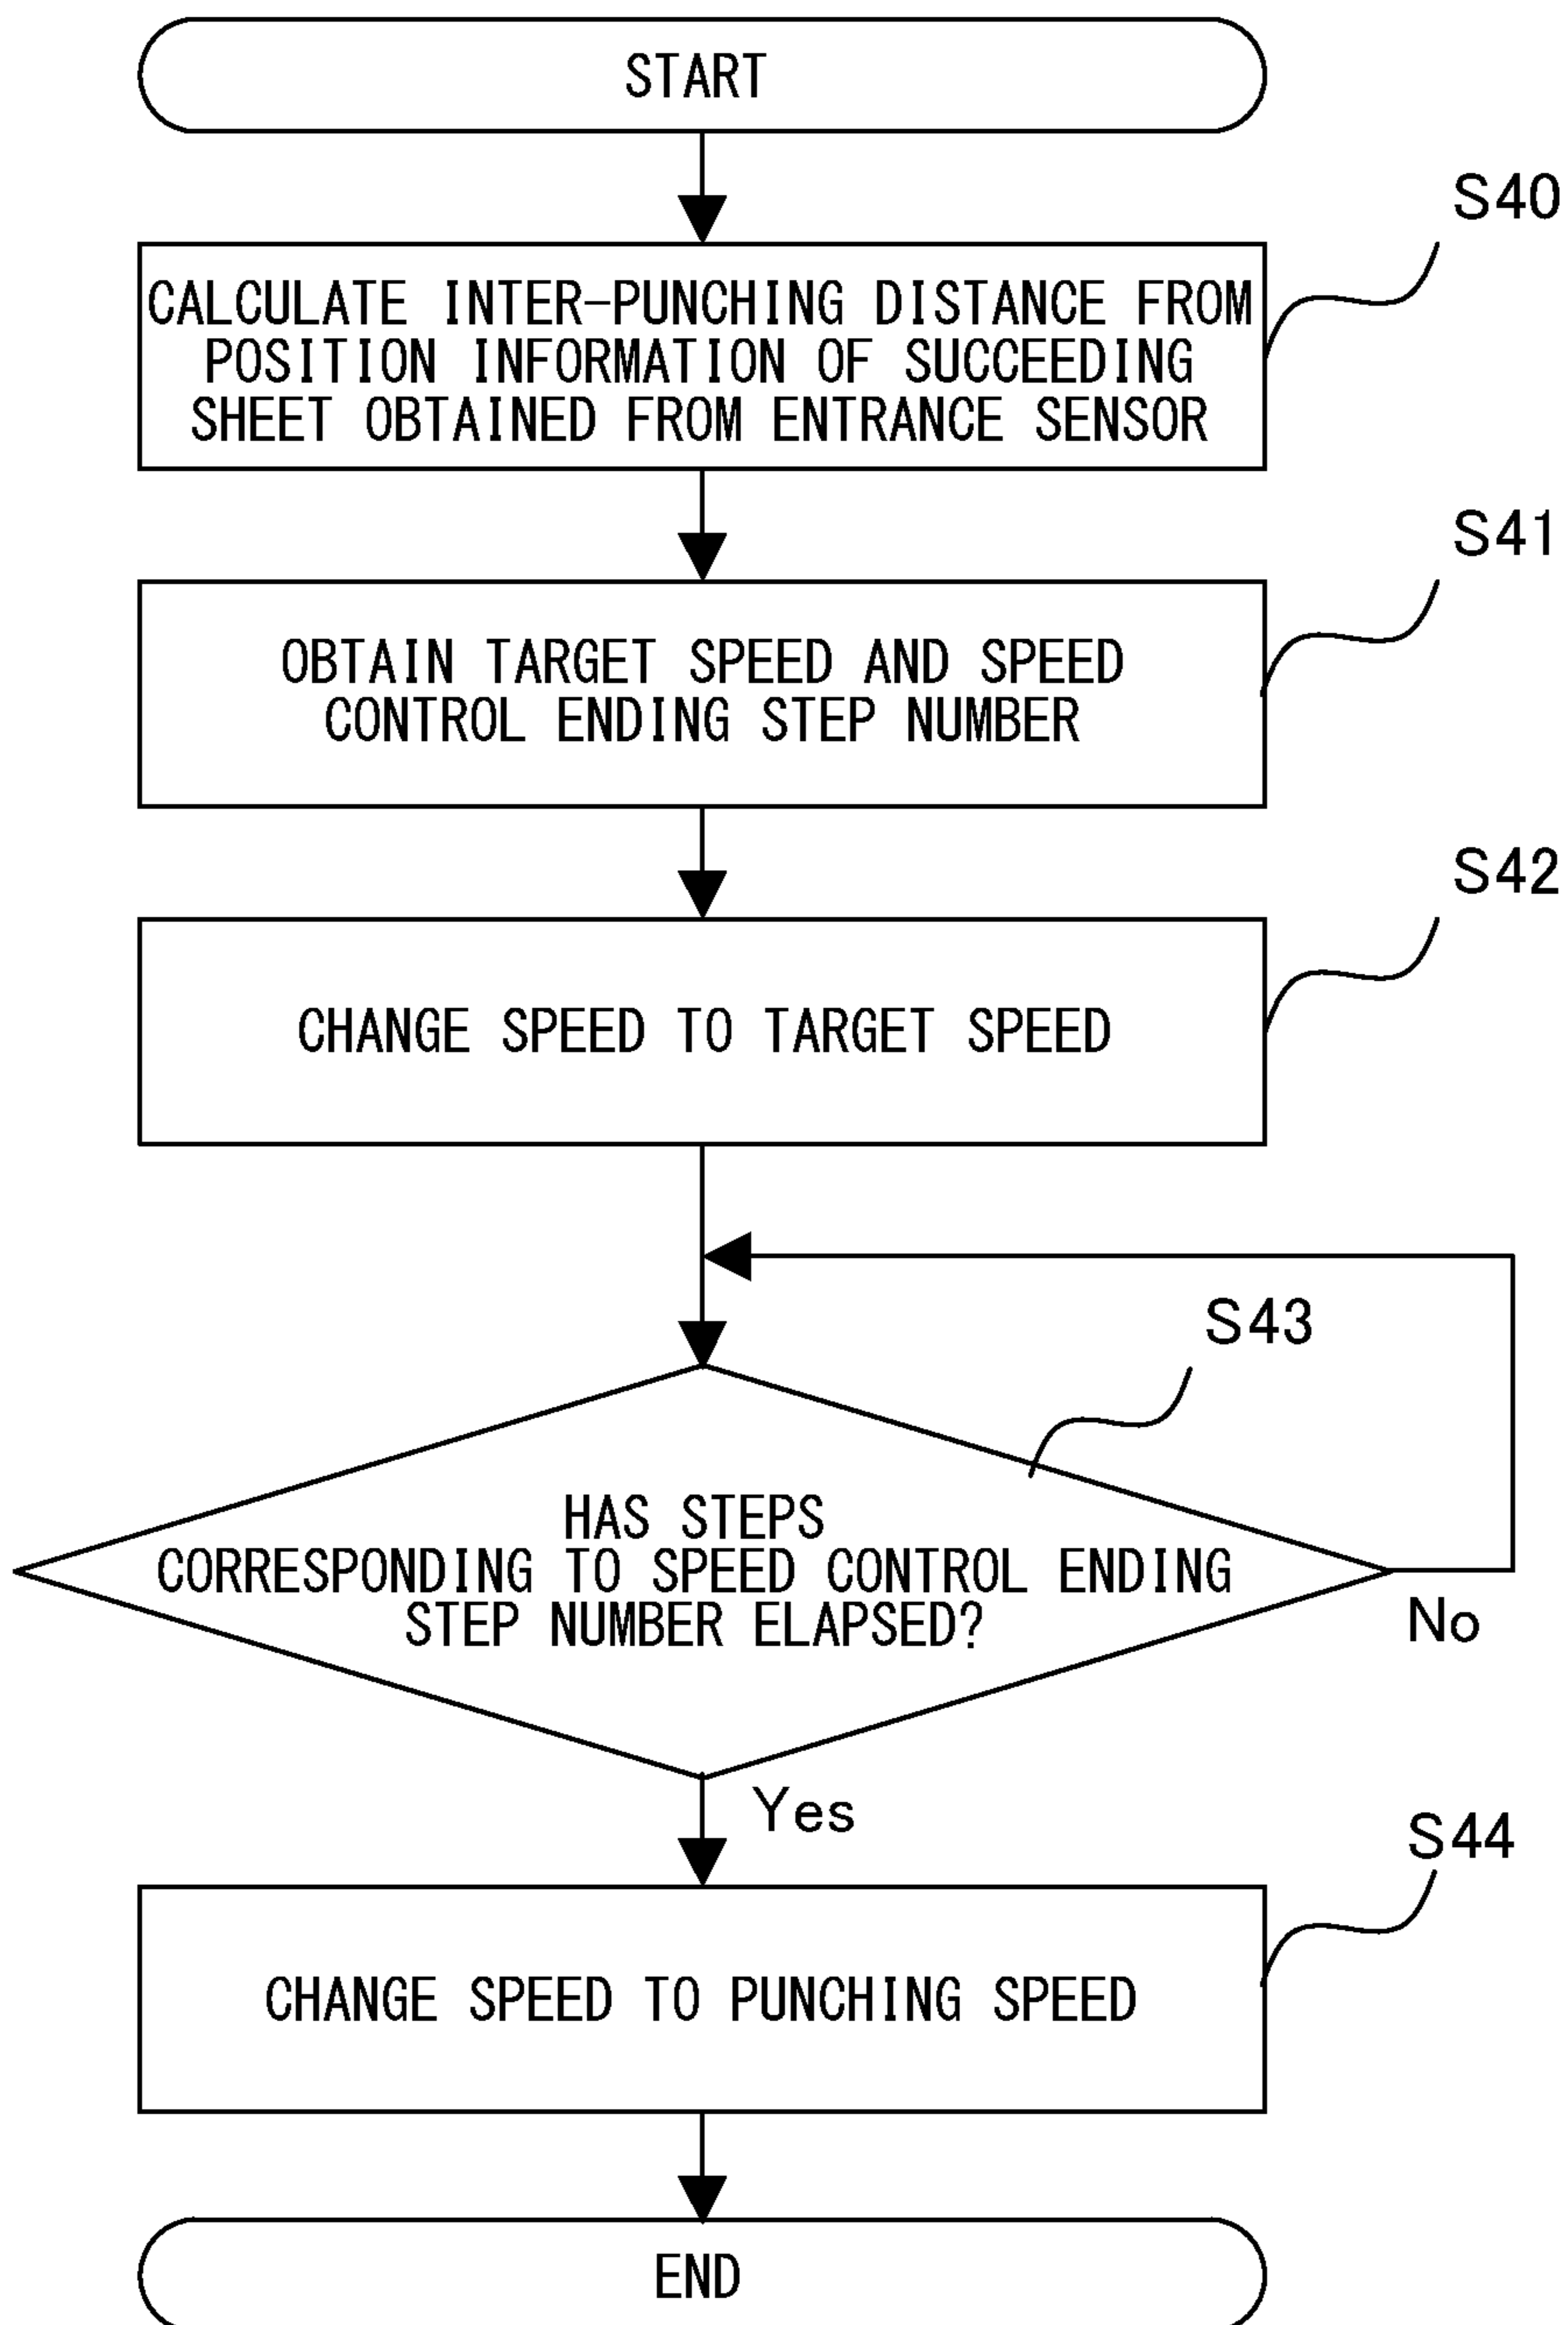 START
S40
CALCULATE INTER-PUNCHING DISTANCE FROM
POSITION INFORMATION OF SUCCEEDING
SHEET OBTAINED FROM ENTRANCE SENSOR
S41
OBTAIN TARGET SPEED AND SPEED
CONTROL ENDING STEP NUMBER
S42
CHANGE SPEED TO TARGET SPEED
S43
HAS STEPS
CORRESPONDING TO SPEED CONTROL ENDING
STEP NUMBER ELAPSED?
No
Yes
S44
CHANGE SPEED TO PUNCHING SPEED
END